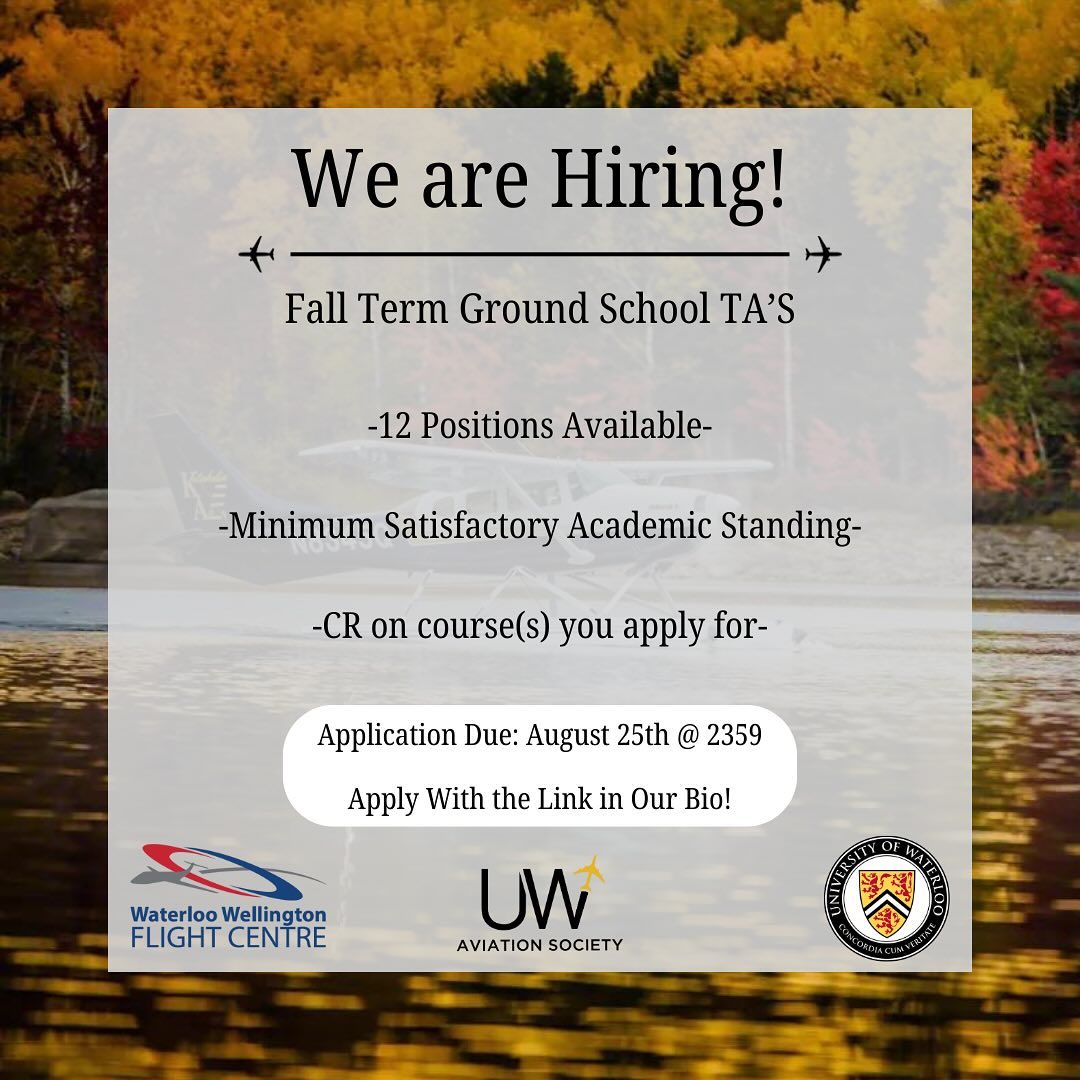 We are Hiring!
Fall Term Ground School TA’S
-12 Positions Available-
-Minimum Satisfactory Academic Standing-
-CR on course(s) you apply for-
Application Due: August 25th @ 2359
Apply With the Link in Our Bio!
Waterloo Wellington
FLIGHT CENTRE
UW
AVIATION SOCIETY
UNIVERSITY OF WATERLOO
CONCORDIA CUM VERITATE